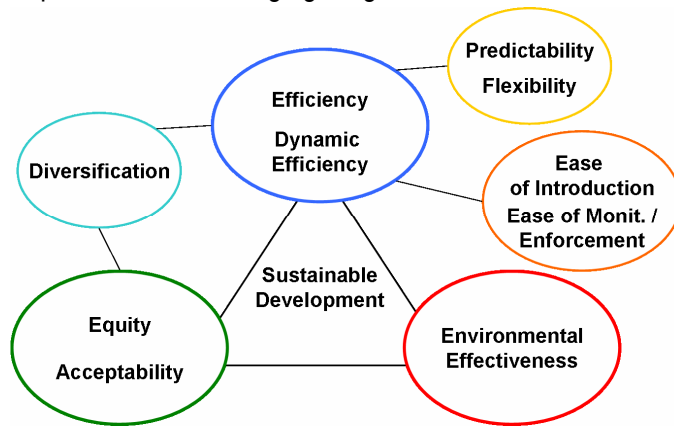 Predictability
Flexibility
Efficiency
Dynamic
Efficiency
Diversification
Ease
of Introduction
Ease of Monit. /
Enforcement
Sustainable
Development
Equity
Acceptability
Environmental
Effectiveness